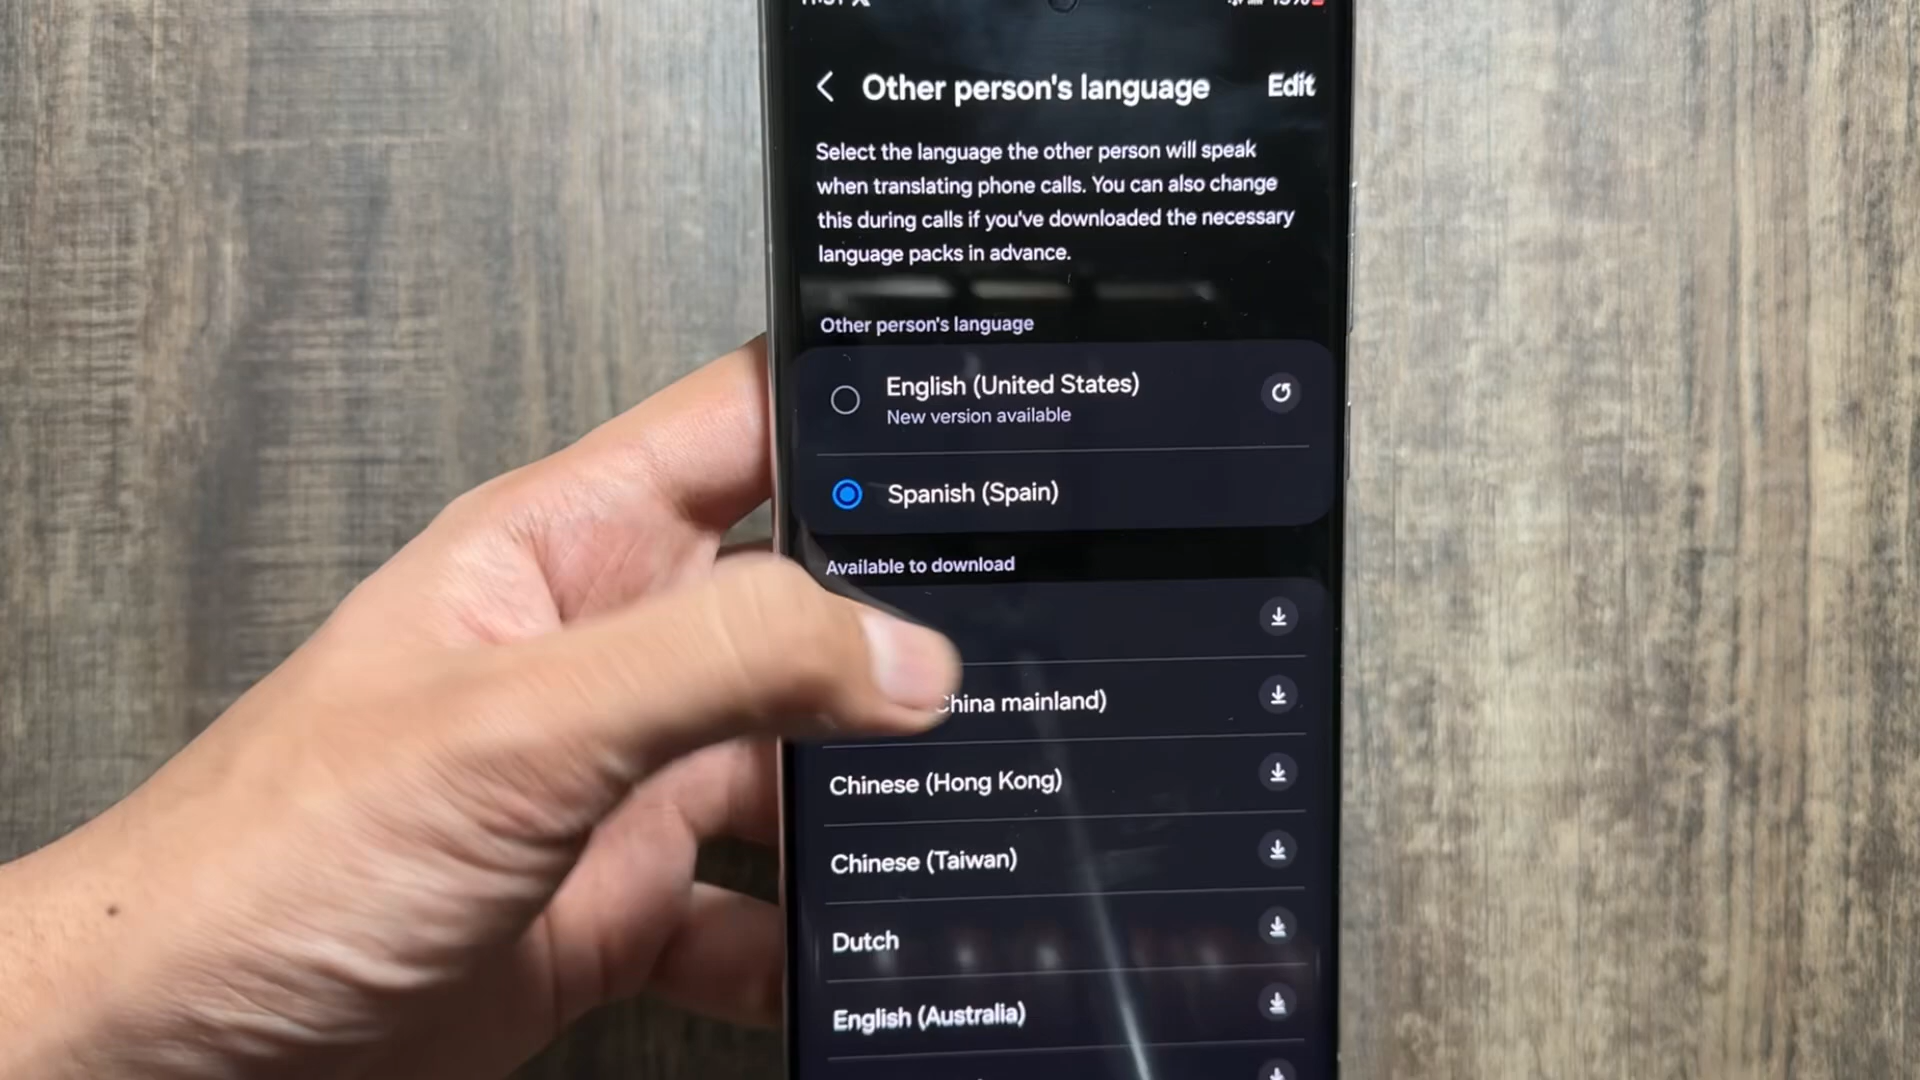 Other person's language
Edit
Select the language the other person will speak
when translating phone calls. You can also change
this during calls if you've downloaded the necessary
language packs in advance.
Other person's language
English (United States)
New version available
Spanish (Spain)
Available to download
China mainland)
Chinese (Hong Kong)
Chinese (Taiwan)
Dutch
English (Australia)